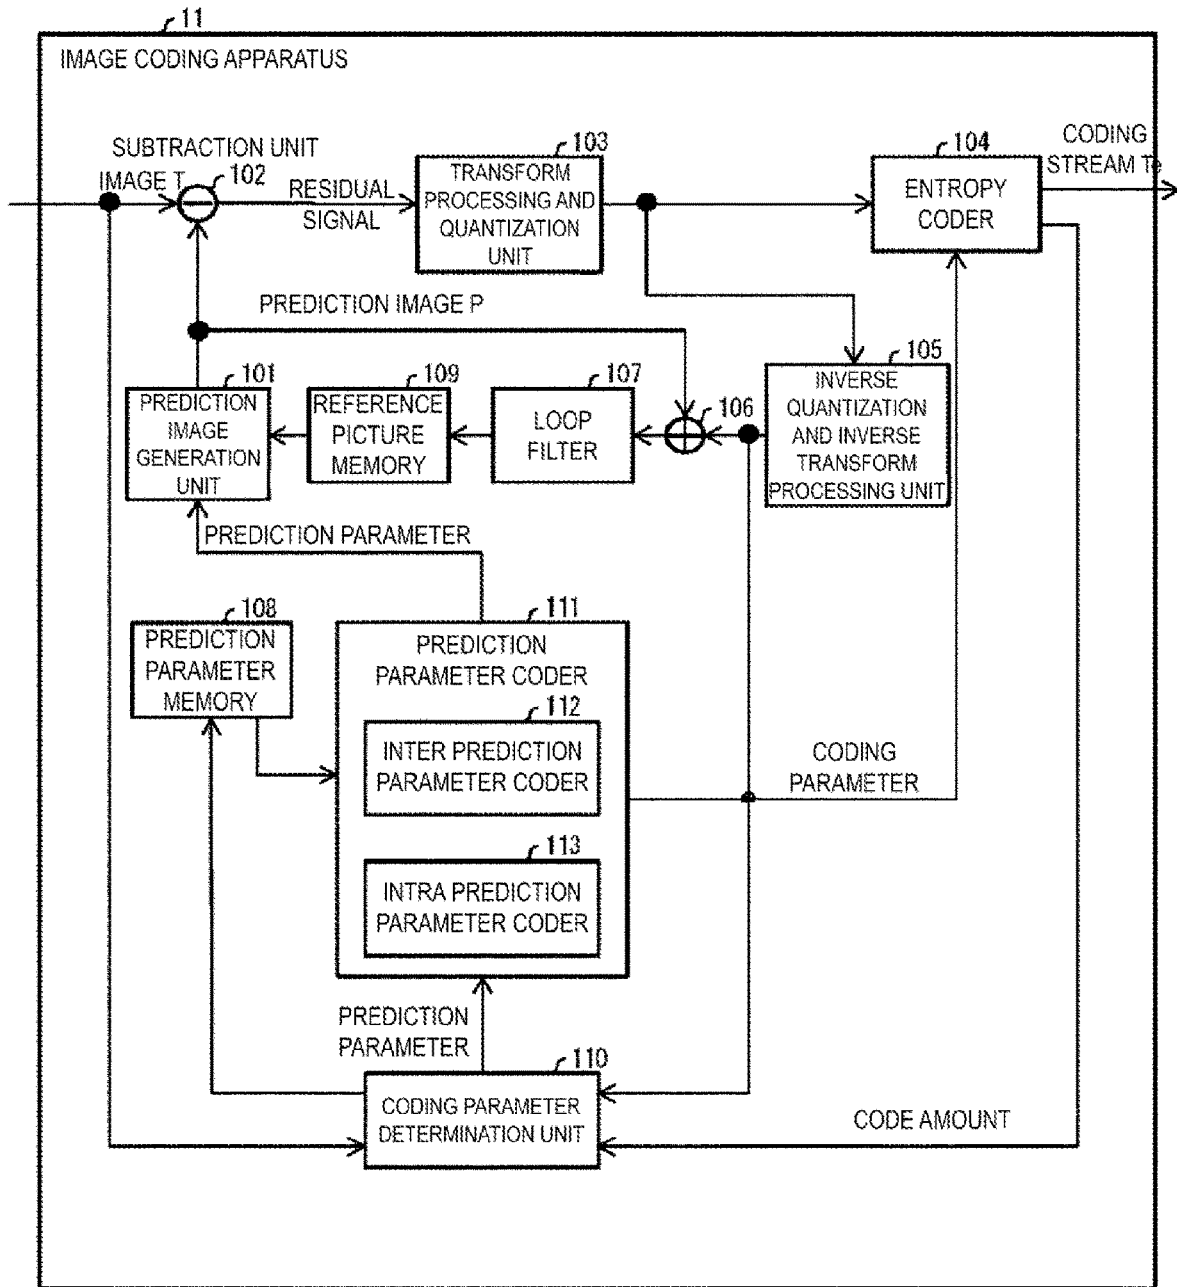 11
IMAGE CODING APPARATUS
SUBTRACTION UNIT
IMAGE T
102
RESIDUAL
SIGNAL
103
TRANSFORM
PROCESSING AND
QUANTIZATION
UNIT
104
ENTROPY
CODER
CODING
STREAM Te
PREDICTION IMAGE P
101
PREDICTION
IMAGE
GENERATION
UNIT
109
REFERENCE
PICTURE
MEMORY
107
LOOP
FILTER
106
105
INVERSE
QUANTIZATION
AND INVERSE
TRANSFORM
PROCESSING UNIT
PREDICTION PARAMETER
108
PREDICTION
PARAMETER
MEMORY
111
PREDICTION
PARAMETER CODER
112
INTER PREDICTION
PARAMETER CODER
113
INTRA PREDICTION
PARAMETER CODER
CODING
PARAMETER
PREDICTION
PARAMETER
110
CODING PARAMETER
DETERMINATION UNIT
CODE AMOUNT